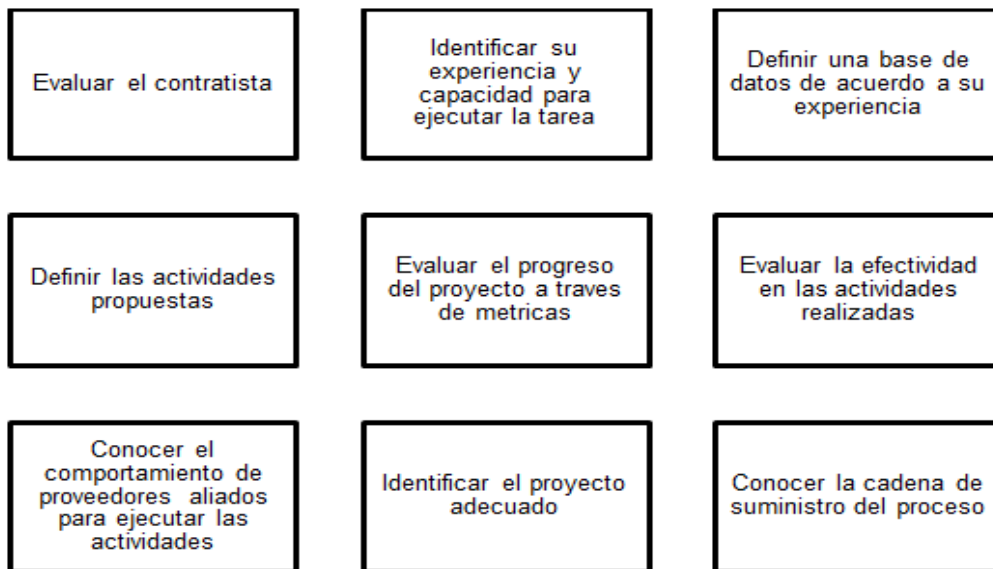 Evaluar el contratista
Identificar su
experiencia y
capacidad para
ejecutar la tarea
Definir una base de
datos de acuerdo a su
experiencia
Definir las actividades
propuestas
Evaluar el progreso
del proyecto a traves
de metricas
Evaluar la efectividad
en las actividades
realizadas
Conocer el
comportamiento de
proveedores aliados
para ejecutar las
actividades
Identificar el proyecto
adecuado
Conocer la cadena de
suministro del proceso